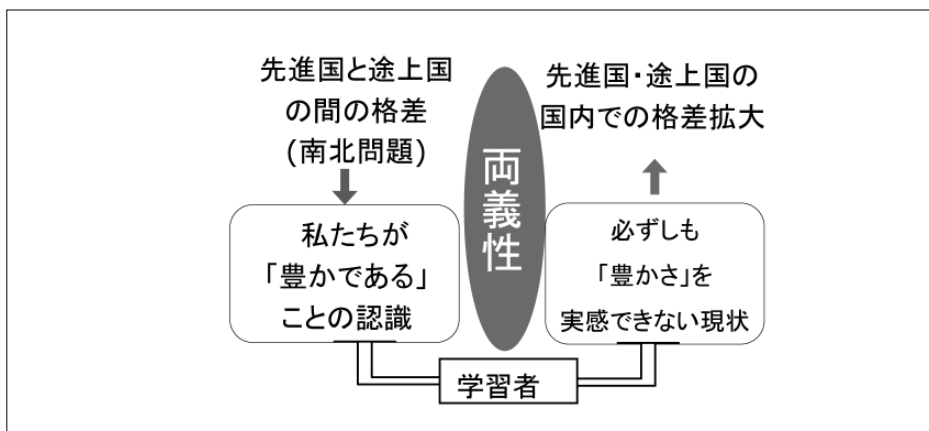 先進国と途上国
の間の格差
(南北問題)
私たちが
「豊かである」
ことの認識
両義性
先進国・途上国の
国内での格差拡大
必ずしも
「豊かさ」を
実感できない現状
学習者